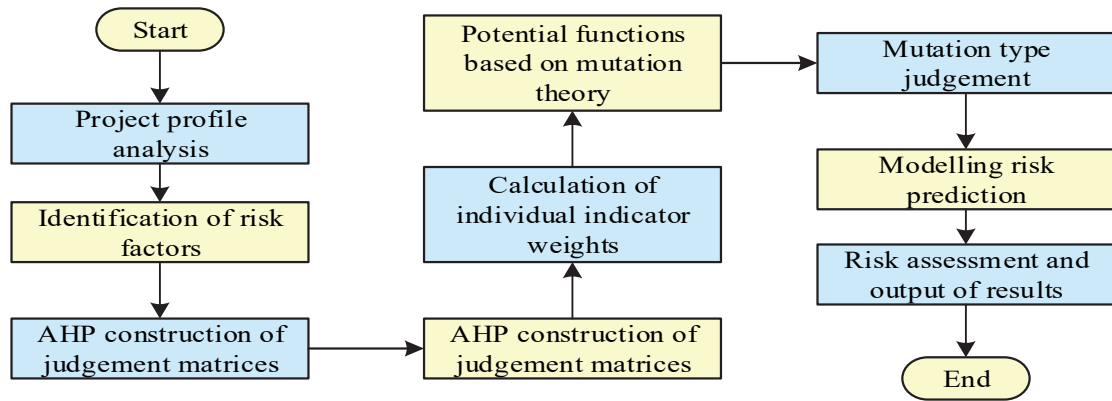 Start
Project profile
analysis
Identification of risk
factors
AHP construction of
judgement matrices
AHP construction of
judgement matrices
Calculation of
individual indicator
weights
Potential functions
based on mutation
theory
Mutation type
judgement
Modelling risk
prediction
Risk assessment and
output of results
End